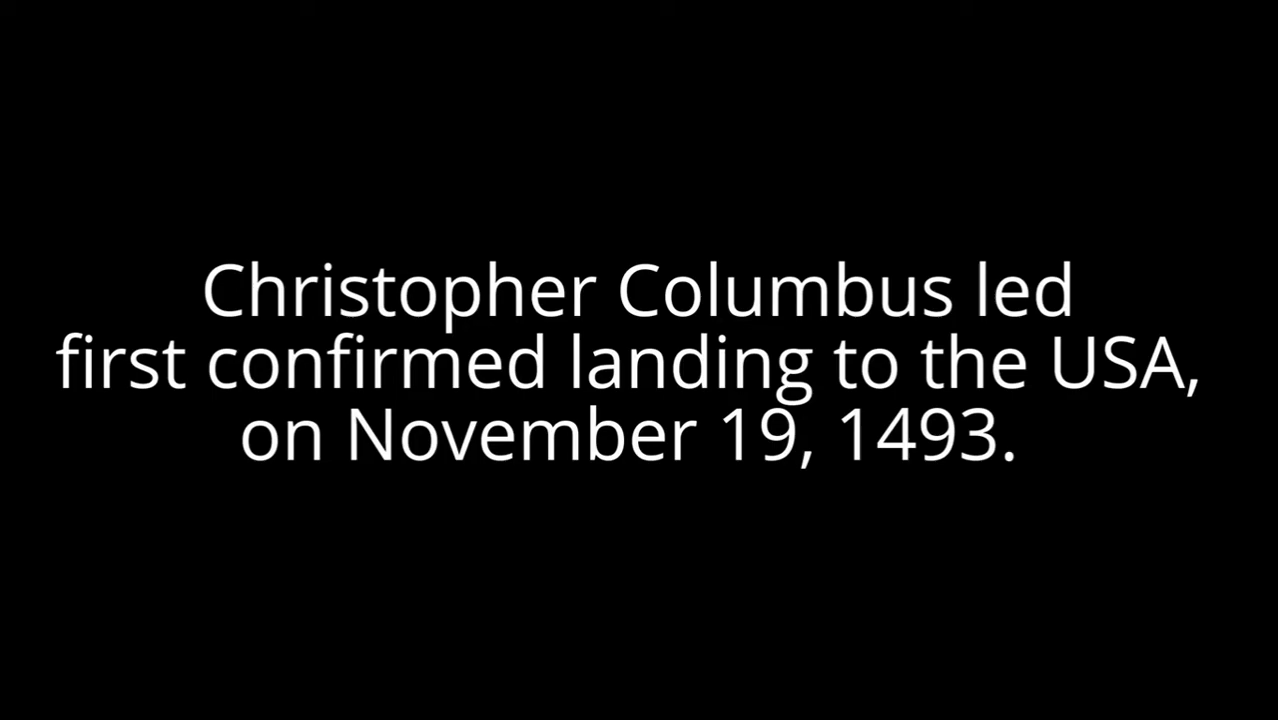 Christopher Columbus led
first confirmed landing to the USA,
on November 19, 1493.